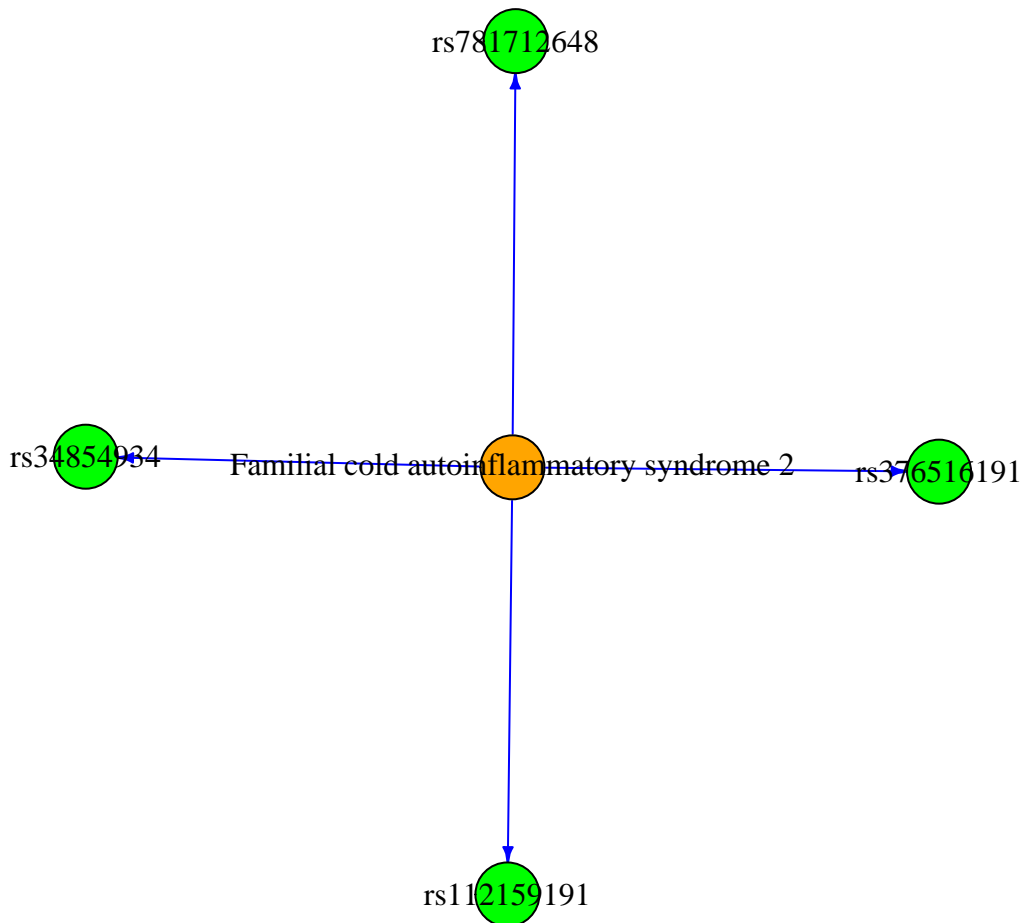 rs781712648
rs34854934
Familial cold autoinflammatory syndrome 2
rs376516191
rs112159191